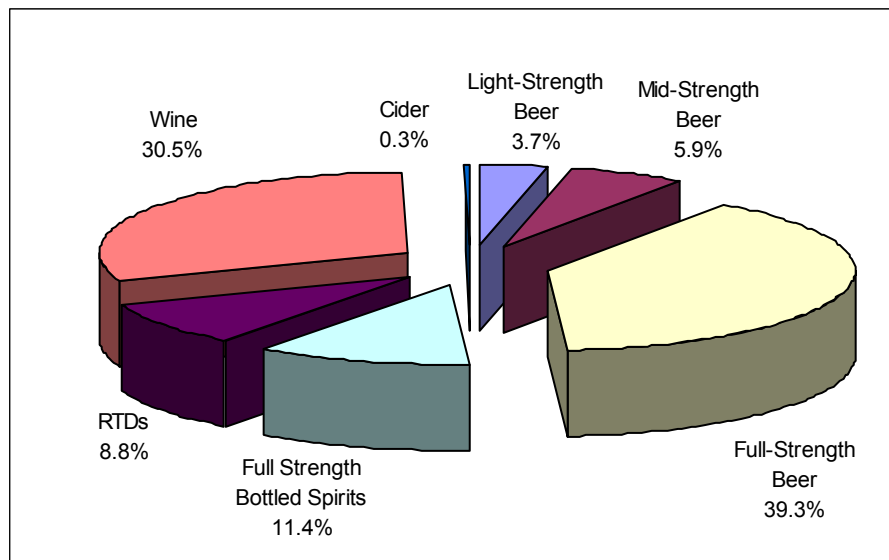 Wine
30.5%
Cider
0.3%
Light-Strength
Beer
3.7%
Mid-Strength
Beer
5.9%
RTDs
8.8%
Full Strength
Bottled Spirits
11.4%
Full-Strength
Beer
39.3%